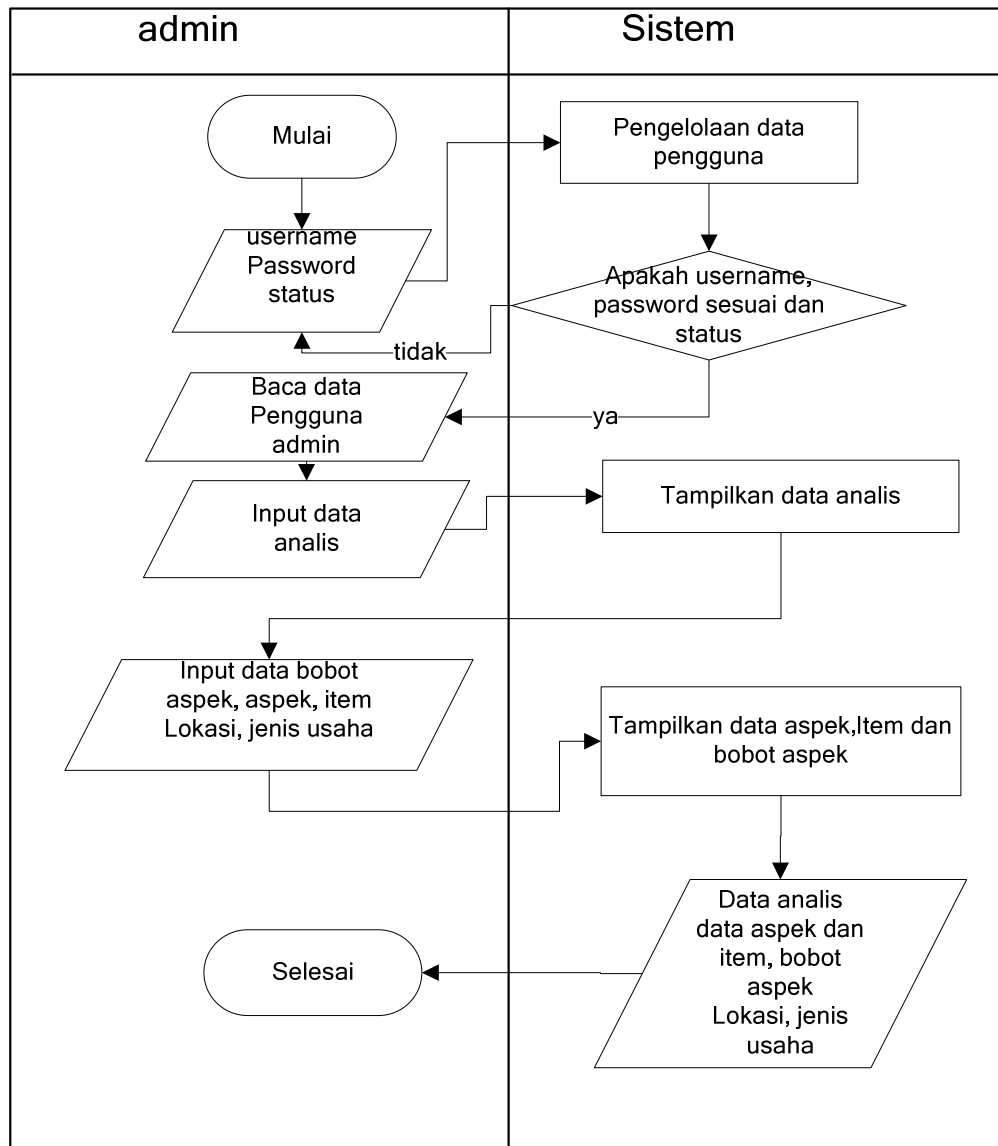 admin
Sistem
Mulai
Pengelolaan data
pengguna
username
Password
status
Apakah username,
password sesuai dan
status
tidak
Baca data
Pengguna
admin
ya
Input data
analis
Tampilkan data analis
Input data bobot
aspek, aspek, item
Lokasi, jenis usaha
Tampilkan data aspek,Item dan
bobot aspek
Data analis
data aspek dan
item, bobot
aspek
Lokasi, jenis
usaha
Selesai